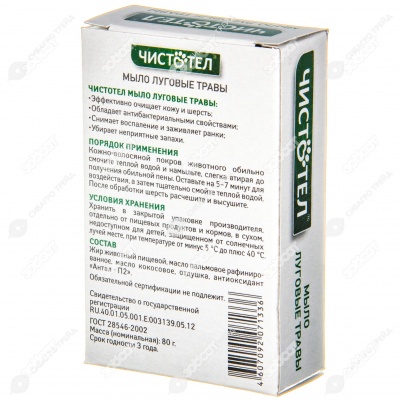 ЧИСТОТЕЛ
МЫЛО ЛУГОВЫЕ ТРАВЫ
ЧИСТОТЕЛ МЫЛО ЛУГОВЫЕ ТРАВЫ:
•Эффективно очищает кожу и шерсть;
•Обладает антибактериальными свойствами;
•Снимает воспаление и заживляет ранки;
•Убирает неприятные запахи.
ПОРЯДОК ПРИМЕНЕНИЯ
Кожно-волосяной покров животного обильно
смочите теплой водой и намыльте, слегка втирая до
получения обильной пены. Оставьте на 5-7 минут для
воздействия, а затем тщательно смойте теплой водой.
После обработки шерсть расчешите и высушите.
УСЛОВИЯ ХРАНЕНИЯ
Хранить в закрытой упаковке производителя,
отдельно от пищевых продуктов и кормов, в сухом,
недоступном для детей, защищенном от солнечных
лучей месте, при температуре от минус 5 °С до плюс 40 °С.
СОСТАВ
Жир животный пищевой, масло пальмовое рафиниро-
ванное, масло кокосовое, отдушка, антиоксидант
«Антал - П2».
Обязательной сертификации не подлежит.
Свидетельство о государственной
регистрации
RU.40.01.05.001.Е.003139.05.12
ГОСТ 28546-2002
Масса (номинальная): 80 г.
Срок годности 3 года.
4 607092 071336
ЧИСТОТЕЛ
МЫЛО
ЛУГОВЫЕ ТРАВЫ